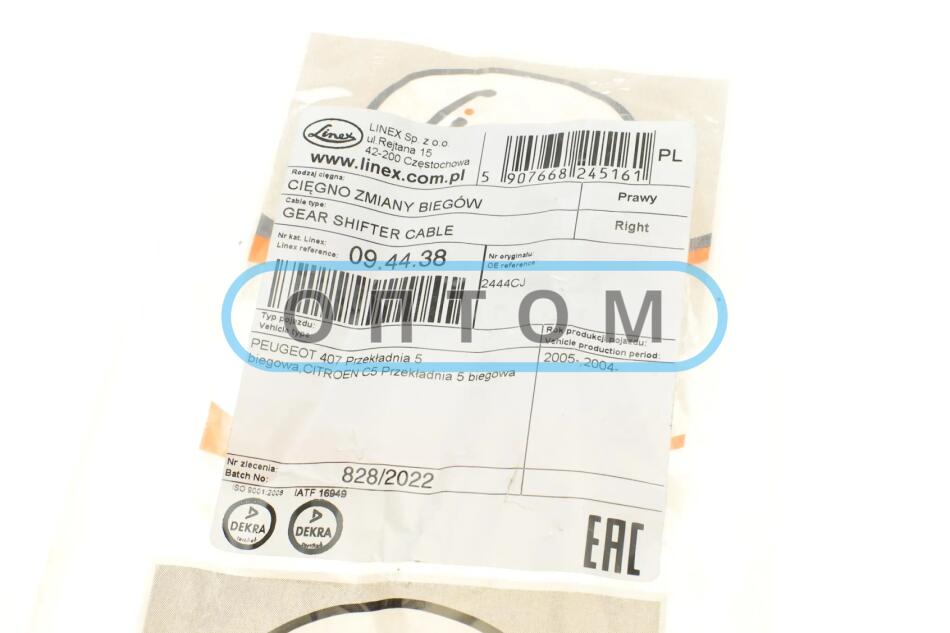 Linex
LINEX Sp. z o.o.
ul.Rejtana 15
42-200 Częstochowa
www.linex.com.pl
5 907668 245161
PL
Rodzaj cięgna:
CIĘGNO ZMIANY BIEGÓW
Prawy
Cable type:
GEAR SHIFTER CABLE
Right
Nr kat. Linex:
Linex reference:
09.44.38
Nr oryginału:
OE reference
2444CJ
ОПТОМ
Typ pojazdu:
Vehicle type
PEUGEOT 407 Przekładnia 5
biegowa,CITROEN C5 Przekładnia 5 biegowa
Rok produkcji pojazdu:
Vehicle production period:
2005-,2004-
Nr zlecenia:
Batch No:
828/2022
ISO 9001:2008
IATF 16949
DEKRA
DEKRA
EAC